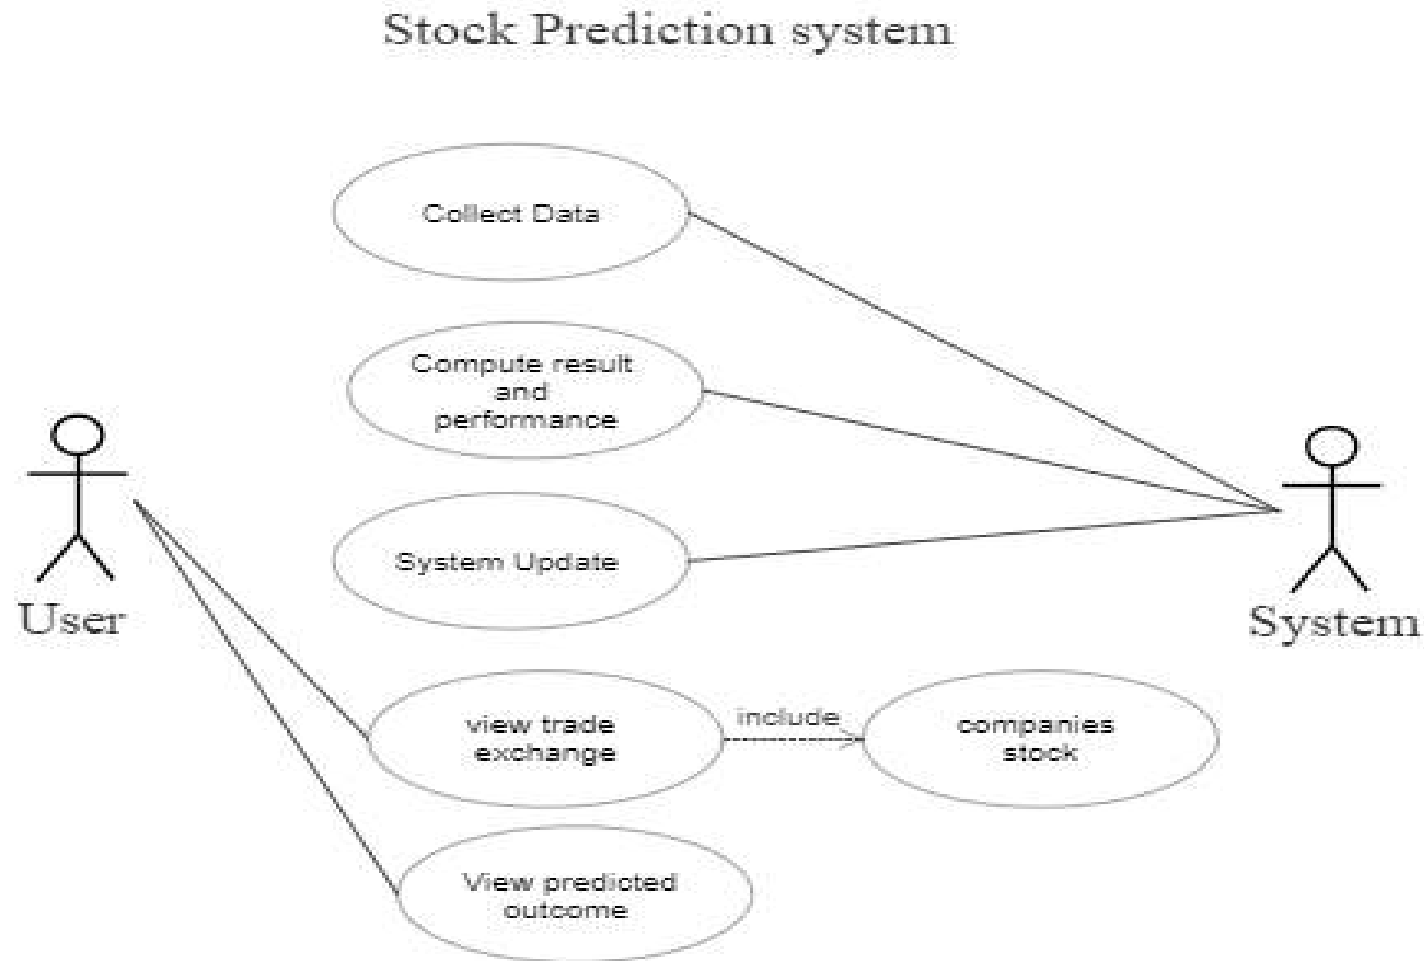 Stock Prediction system
Collect Data
Compute result
and
performance
System Update
User
System
view trade
exchange
include
companies
stock
View predicted
outcome